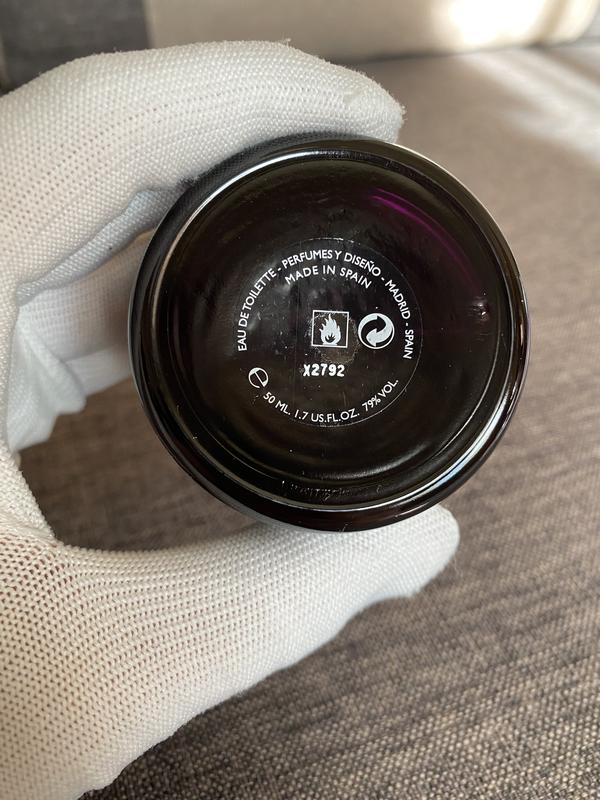 EAU DE TOILETTE - PERFUMES Y DISEÑO - MADRID - SPAIN
MADE IN SPAIN
X2792
e 50 ML. 1.7 US.FL.OZ. 79% VOL.